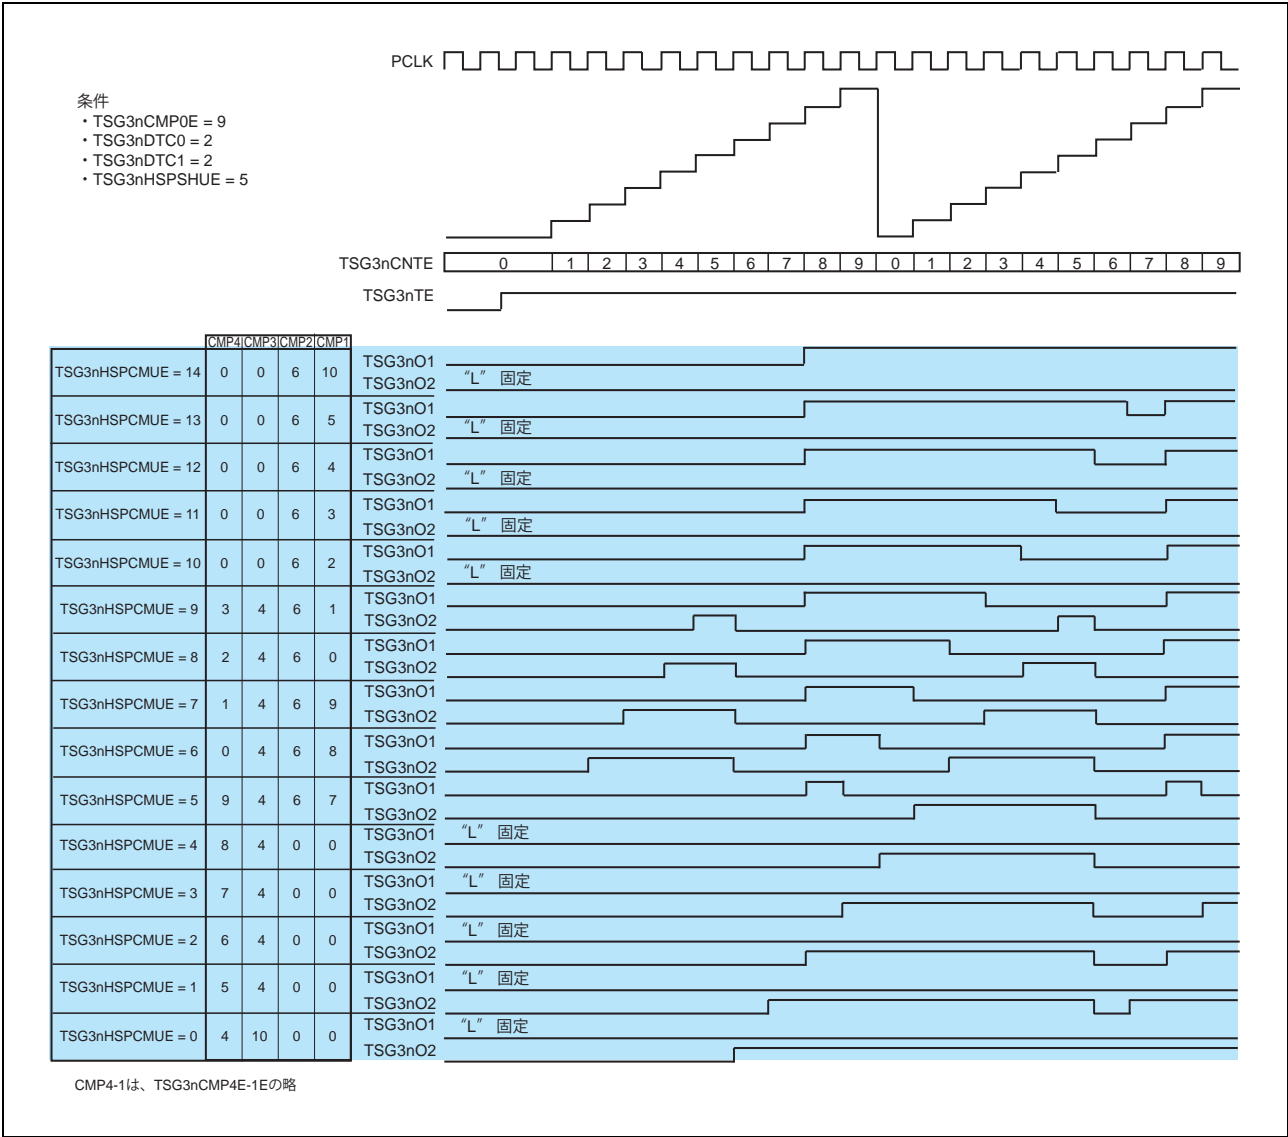 PCLK
条件
・TSG3nCMP0E = 9
・TSG3nDTC0 = 2
・TSG3nDTC1 = 2
・TSG3nHSPSHUE = 5
TSG3nCNTE 0 1 2 3 4 5 6 7 8 9 0 1 2 3 4 5 6 7 8 9
TSG3nTE
CMP4 CMP3 CMP2 CMP1
TSG3nHSPCMUE = 14 0 0 6 10
TSG3nO1
TSG3nO2 “L” 固定
TSG3nHSPCMUE = 13 0 0 6 5
TSG3nO1
TSG3nO2 “L” 固定
TSG3nHSPCMUE = 12 0 0 6 4
TSG3nO1
TSG3nO2 “L” 固定
TSG3nHSPCMUE = 11 0 0 6 3
TSG3nO1
TSG3nO2 “L” 固定
TSG3nHSPCMUE = 10 0 0 6 2
TSG3nO1
TSG3nO2 “L” 固定
TSG3nHSPCMUE = 9 3 4 6 1
TSG3nO1
TSG3nO2
TSG3nHSPCMUE = 8 2 4 6 0
TSG3nO1
TSG3nO2
TSG3nHSPCMUE = 7 1 4 6 9
TSG3nO1
TSG3nO2
TSG3nHSPCMUE = 6 0 4 6 8
TSG3nO1
TSG3nO2
TSG3nHSPCMUE = 5 9 4 6 7
TSG3nO1
TSG3nO2
TSG3nHSPCMUE = 4 8 4 0 0
TSG3nO1 “L” 固定
TSG3nO2
TSG3nHSPCMUE = 3 7 4 0 0
TSG3nO1 “L” 固定
TSG3nO2
TSG3nHSPCMUE = 2 6 4 0 0
TSG3nO1 “L” 固定
TSG3nO2
TSG3nHSPCMUE = 1 5 4 0 0
TSG3nO1 “L” 固定
TSG3nO2
TSG3nHSPCMUE = 0 4 10 0 0
TSG3nO1 “L” 固定
TSG3nO2
CMP4-1は、TSG3nCMP4E-1Eの略